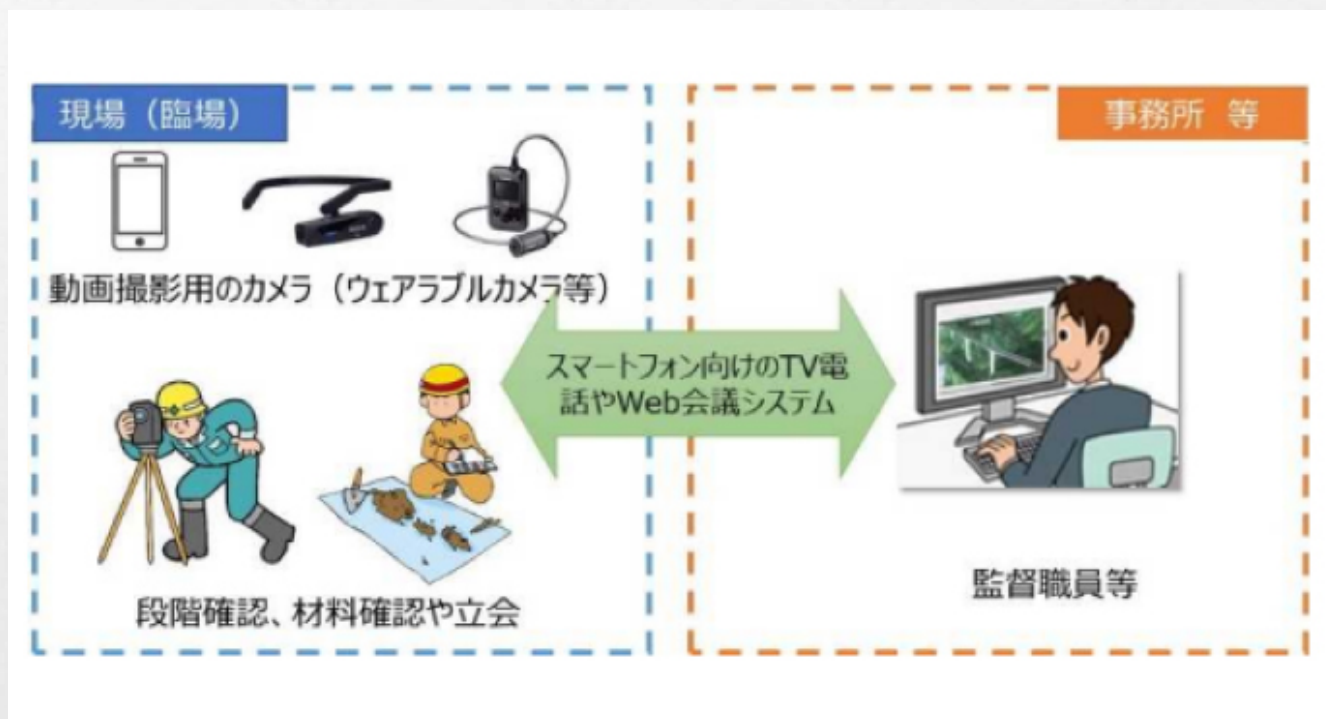 現場（臨場）
事務所 等
動画撮影用のカメラ（ウェアラブルカメラ等）
スマートフォン向けのTV電
話やWeb会議システム
段階確認、材料確認や立会
監督職員等